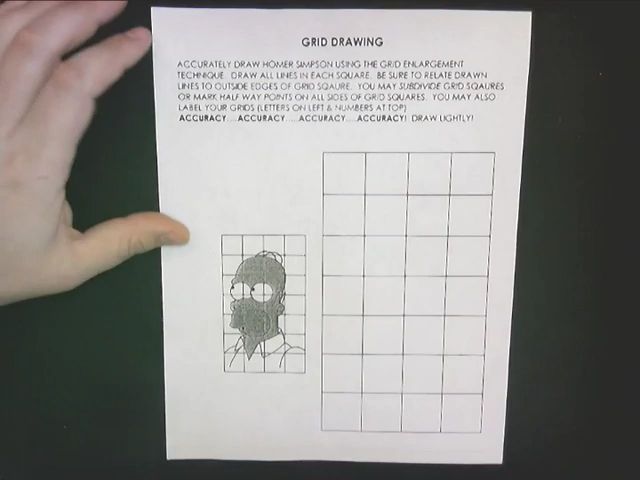 GRID DRAWING
ACCURATELY DRAW HOMER SIMPSON USING THE GRID ENLARGEMENT
TECHNIQUE. DRAW ALL LINES IN EACH SQUARE. BE SURE TO RELATE DRAWN
LINES TO OUTSIDE EDGES OF GRID SQAURE. YOU MAY SUBDIVIDE GRID SQAURES
OR MARK HALF WAY POINTS ON ALL SIDES OF GRID SQUARES. YOU MAY ALSO
LABEL YOUR GRIDS (LETTERS ON LEFT & NUMBERS AT TOP)
ACCURACY....ACCURACY.....ACCURACY.....ACCURACY! DRAW LIGHTLY!